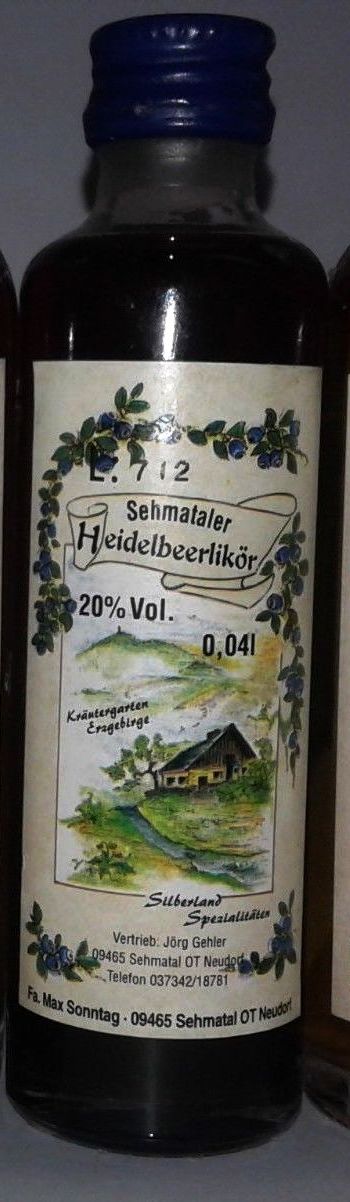 L. 712
Sehmataler
Heidelbeerlikör
20% Vol.
0,04l
Kräutergarten
Erzgebirge
Silberland
Spezialitäten
Vertrieb: Jörg Gehler
09465 Sehmatal OT Neudorf
Telefon 037342/18781
Fa. Max Sonntag · 09465 Sehmatal OT Neudorf